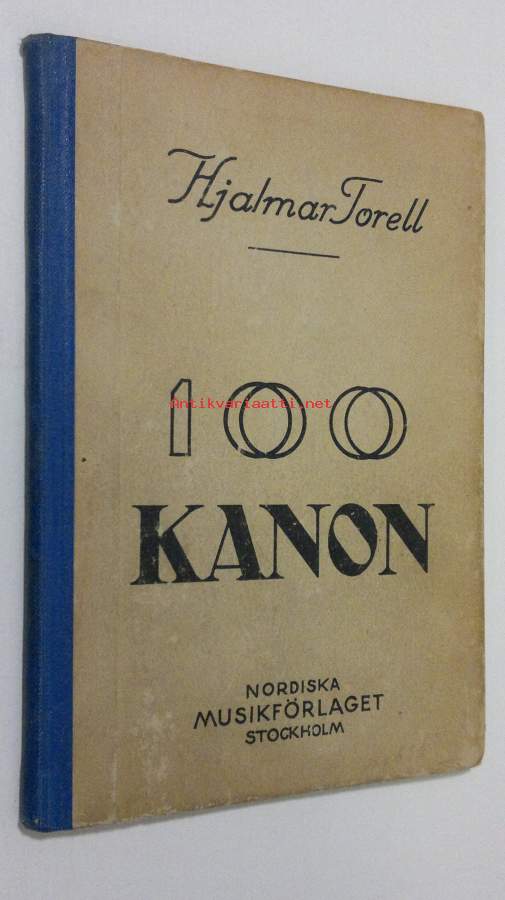 Hjalmar Torell
100
Antikvariaatti.net
KANON
NORDISKA
MUSIKFÖRLAGET
STOCKHOLM